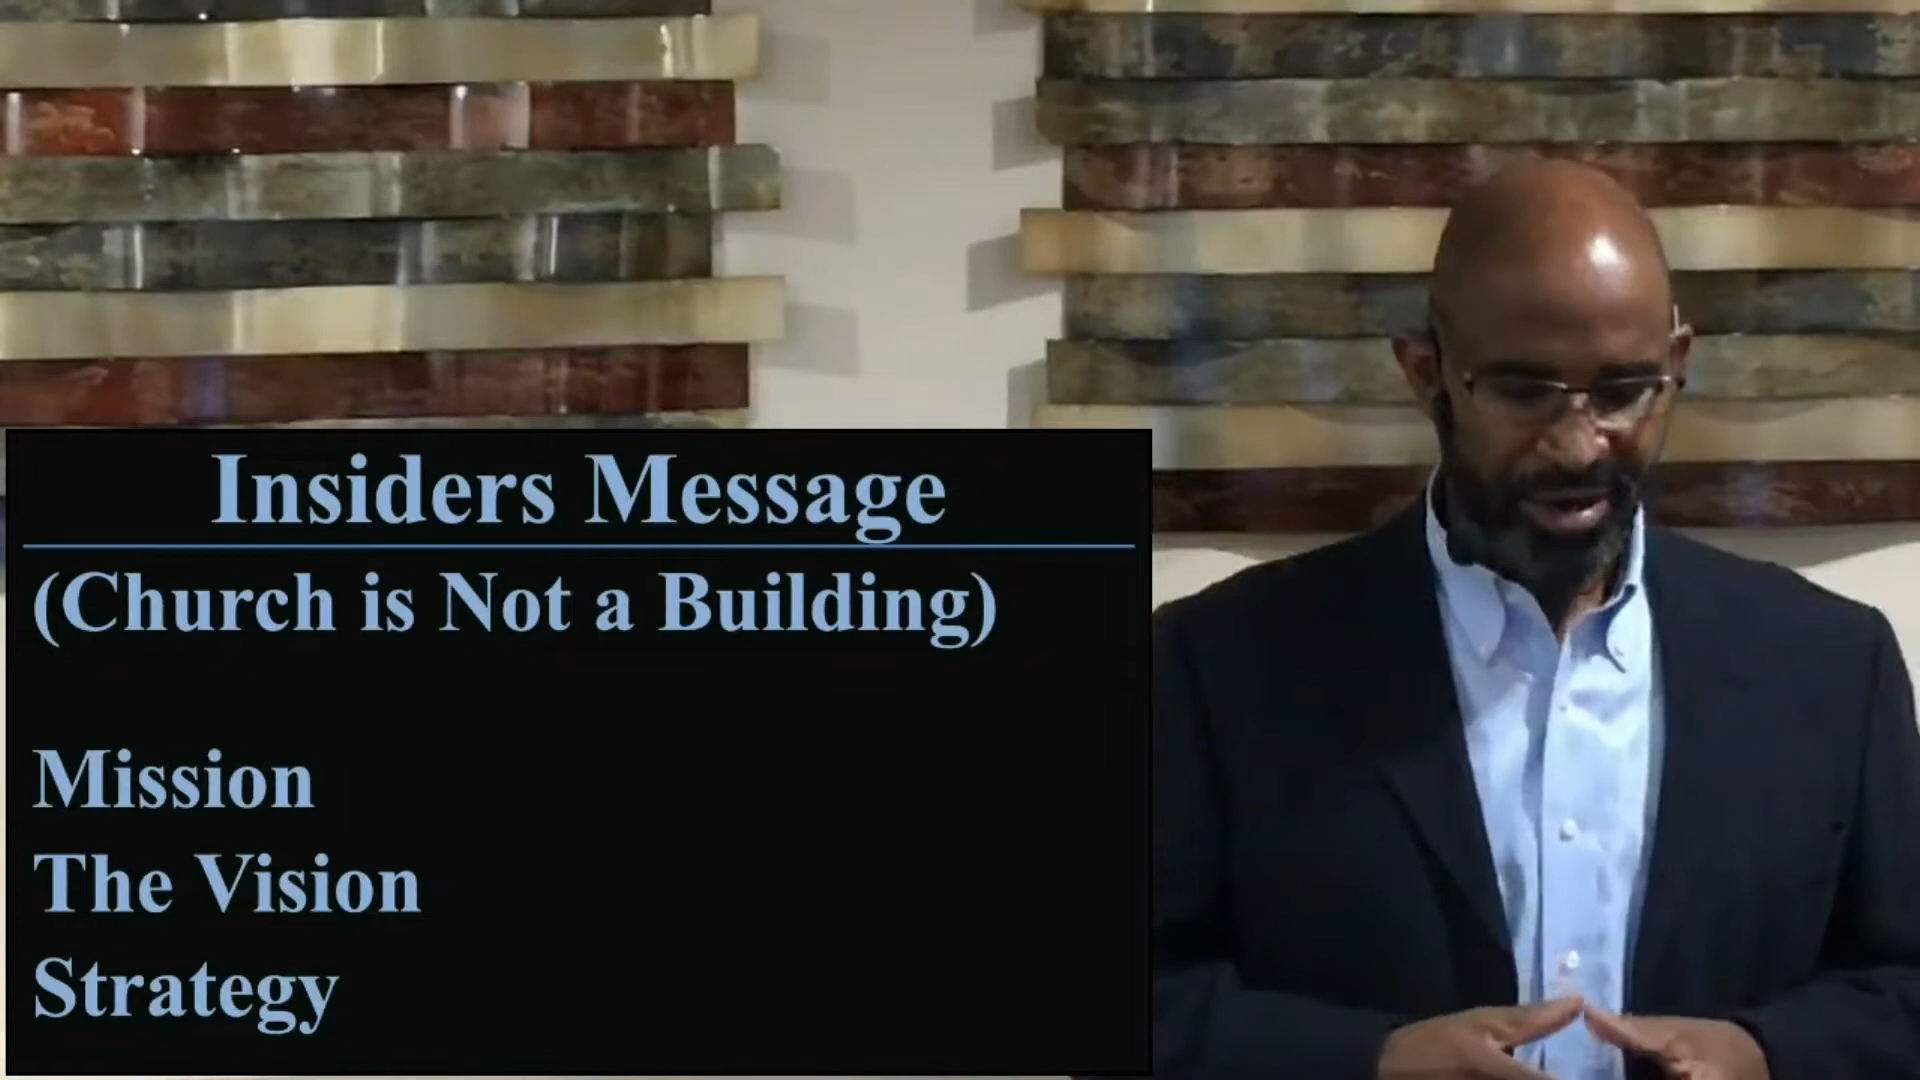 Insiders Message
(Church is Not a Building)
Mission
The Vision
Strategy